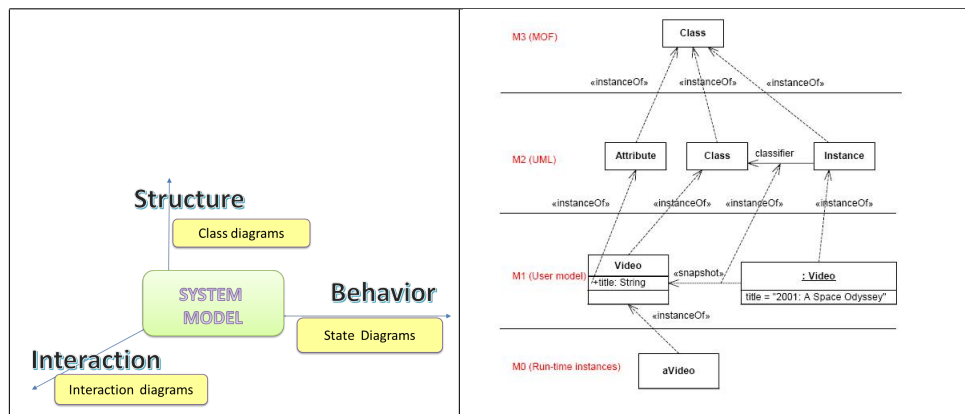 Structure
Class diagrams
SYSTEM
MODEL
Behavior
State Diagrams
Interaction
Interaction diagrams
M3 (MOF)
Class
«instanceOf» «instanceOf» «instanceOf»
M2 (UML)
Attribute
Class
classifier
Instance
«instanceOf» «instanceOf» «instanceOf» «instanceOf»
M1 (User model)
Video
+title: String
«snapshot»
: Video
title = "2001: A Space Odyssey"
«instanceOf»
M0 (Run-time instances)
aVideo